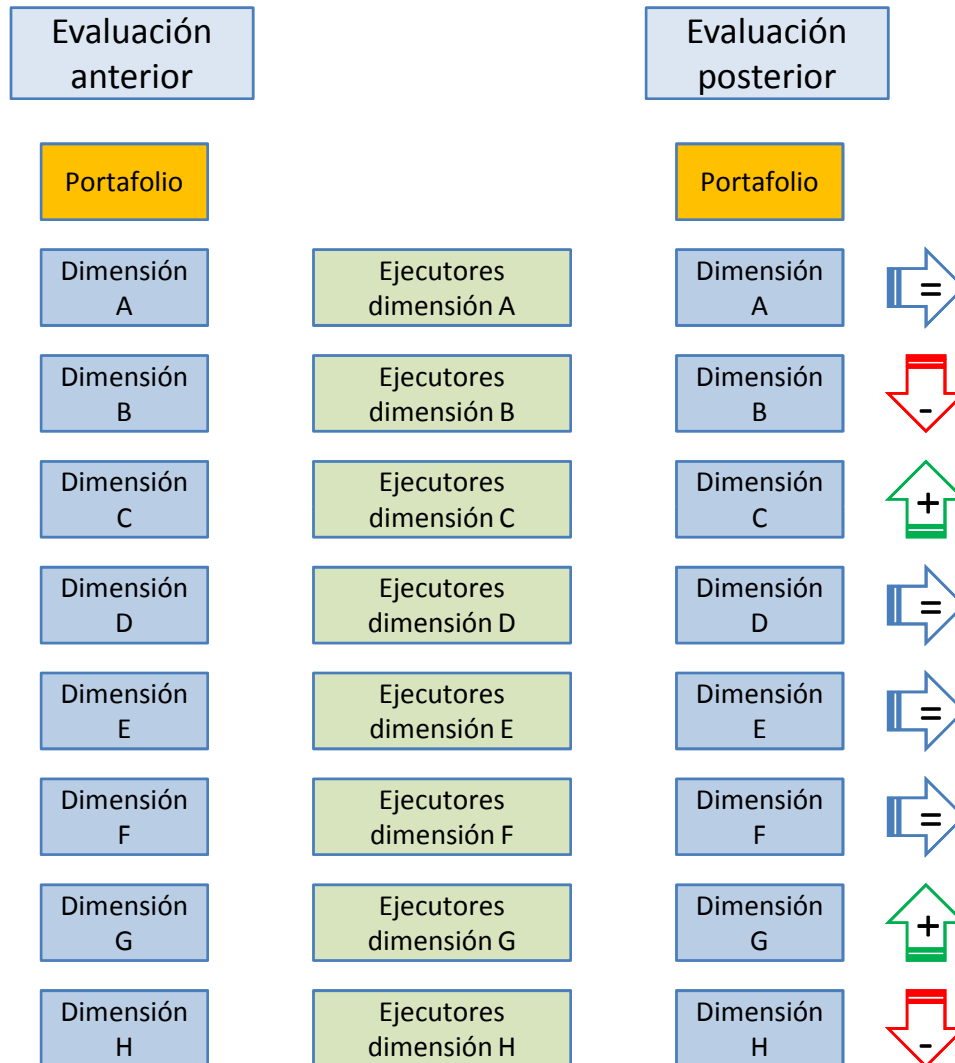 Evaluación
anterior
Evaluación
posterior
Portafolio
Portafolio
Dimensión
A
Ejecutores
dimensión A
Dimensión
A
=
Dimensión
B
Ejecutores
dimensión B
Dimensión
B
-
Dimensión
C
Ejecutores
dimensión C
Dimensión
C
+
Dimensión
D
Ejecutores
dimensión D
Dimensión
D
=
Dimensión
E
Ejecutores
dimensión E
Dimensión
E
=
Dimensión
F
Ejecutores
dimensión F
Dimensión
F
=
Dimensión
G
Ejecutores
dimensión G
Dimensión
G
+
Dimensión
H
Ejecutores
dimensión H
Dimensión
H
-